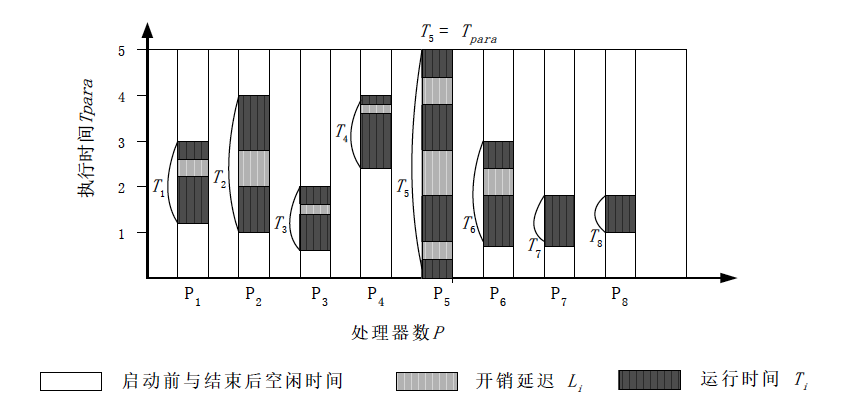 T5 = Tpara
执行时间Tpara
5
4
3
2
1
T1
T2
T3
T4
T5
T6
T7
T8
P1 P2 P3 P4 P5 P6 P7 P8
处理器数P
启动前与结束后空闲时间 开销延迟 Li 运行时间 Ti